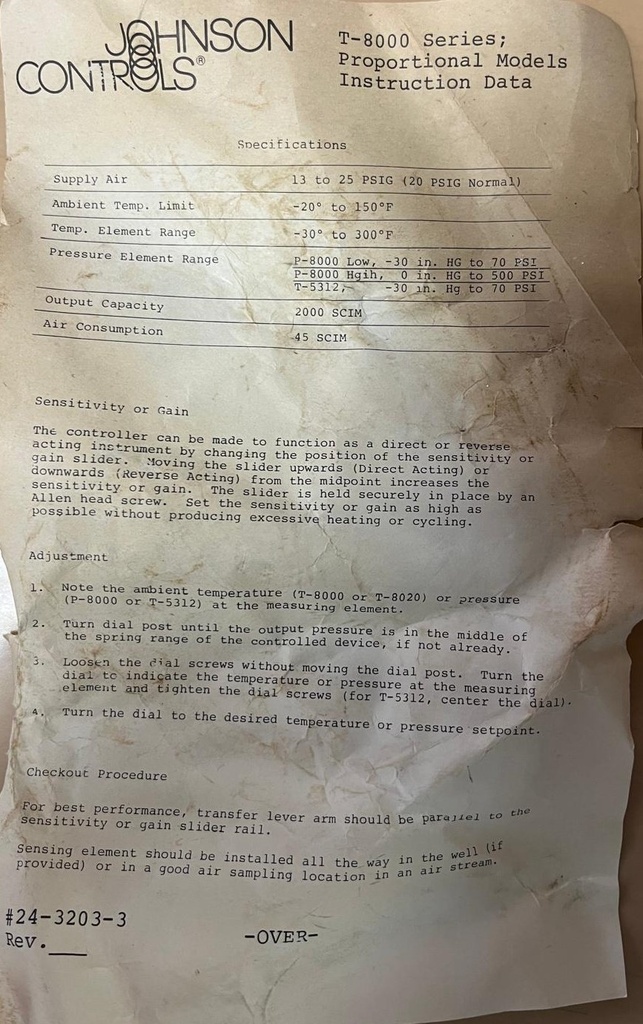 JOHNSON
CONTROLS®
T-8000 Series;
Proportional Models
Instruction Data
Specifications
Supply Air 13 to 25 PSIG (20 PSIG Normal)
Ambient Temp. Limit -20° to 150°F
Temp. Element Range -30° to 300°F
Pressure Element Range P-8000 Low, -30 in. HG to 70 PSI
P-8000 Hgih, 0 in. HG to 500 PSI
T-5312, -30 in. Hg to 70 PSI
Output Capacity 2000 SCIM
Air Consumption 45 SCIM
Sensitivity or Gain
The controller can be made to function as a direct or reverse
acting instrument by changing the position of the sensitivity or
gain slider. Moving the slider upwards (Direct Acting) or
downwards (Reverse Acting) from the midpoint increases the
sensitivity or gain. The slider is held securely in place by an
Allen head screw. Set the sensitivity or gain as high as
possible without producing excessive heating or cycling.
Adjustment
1. Note the ambient temperature (T-8000 or T-8020) or pressure
(P-8000 or T-5312) at the measuring element.
2. Turn dial post until the output pressure is in the middle of
the spring range of the controlled device, if not already.
3. Loosen the dial screws without moving the dial post. Turn the
dial to indicate the temperature or pressure at the measuring
element and tighten the dial screws (for T-5312, center the dial).
4. Turn the dial to the desired temperature or pressure setpoint.
Checkout Procedure
For best performance, transfer lever arm should be parallel to the
sensitivity or gain slider rail.
Sensing element should be installed all the way in the well (if
provided) or in a good air sampling location in an air stream.
#24-3203-3
Rev.___
-OVER-